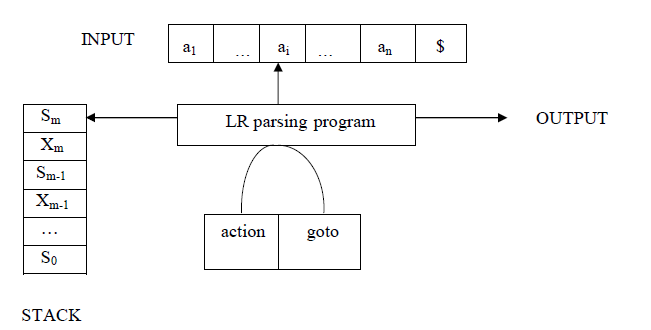 INPUT
a1 ... ai ... an $
LR parsing program
OUTPUT
Sm
Xm
Sm-1
Xm-1
...
S0
action goto
STACK